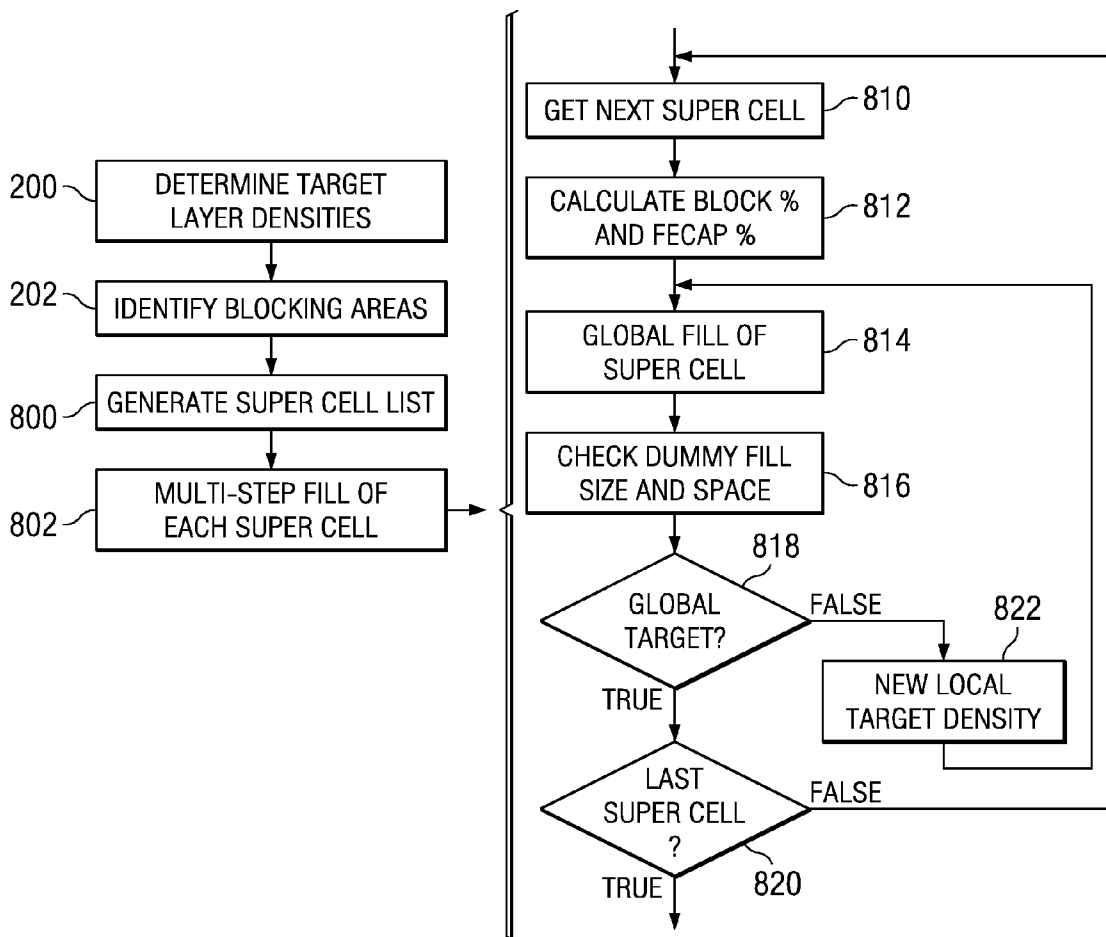 200
DETERMINE TARGET
LAYER DENSITIES
202
IDENTIFY BLOCKING AREAS
800
GENERATE SUPER CELL LIST
802
MULTI-STEP FILL OF
EACH SUPER CELL
GET NEXT SUPER CELL
810
CALCULATE BLOCK %
AND FECAP %
812
GLOBAL FILL OF
SUPER CELL
814
CHECK DUMMY FILL
SIZE AND SPACE
816
818
GLOBAL
TARGET?
FALSE
TRUE
822
NEW LOCAL
TARGET DENSITY
LAST
SUPER CELL
?
FALSE
820
TRUE